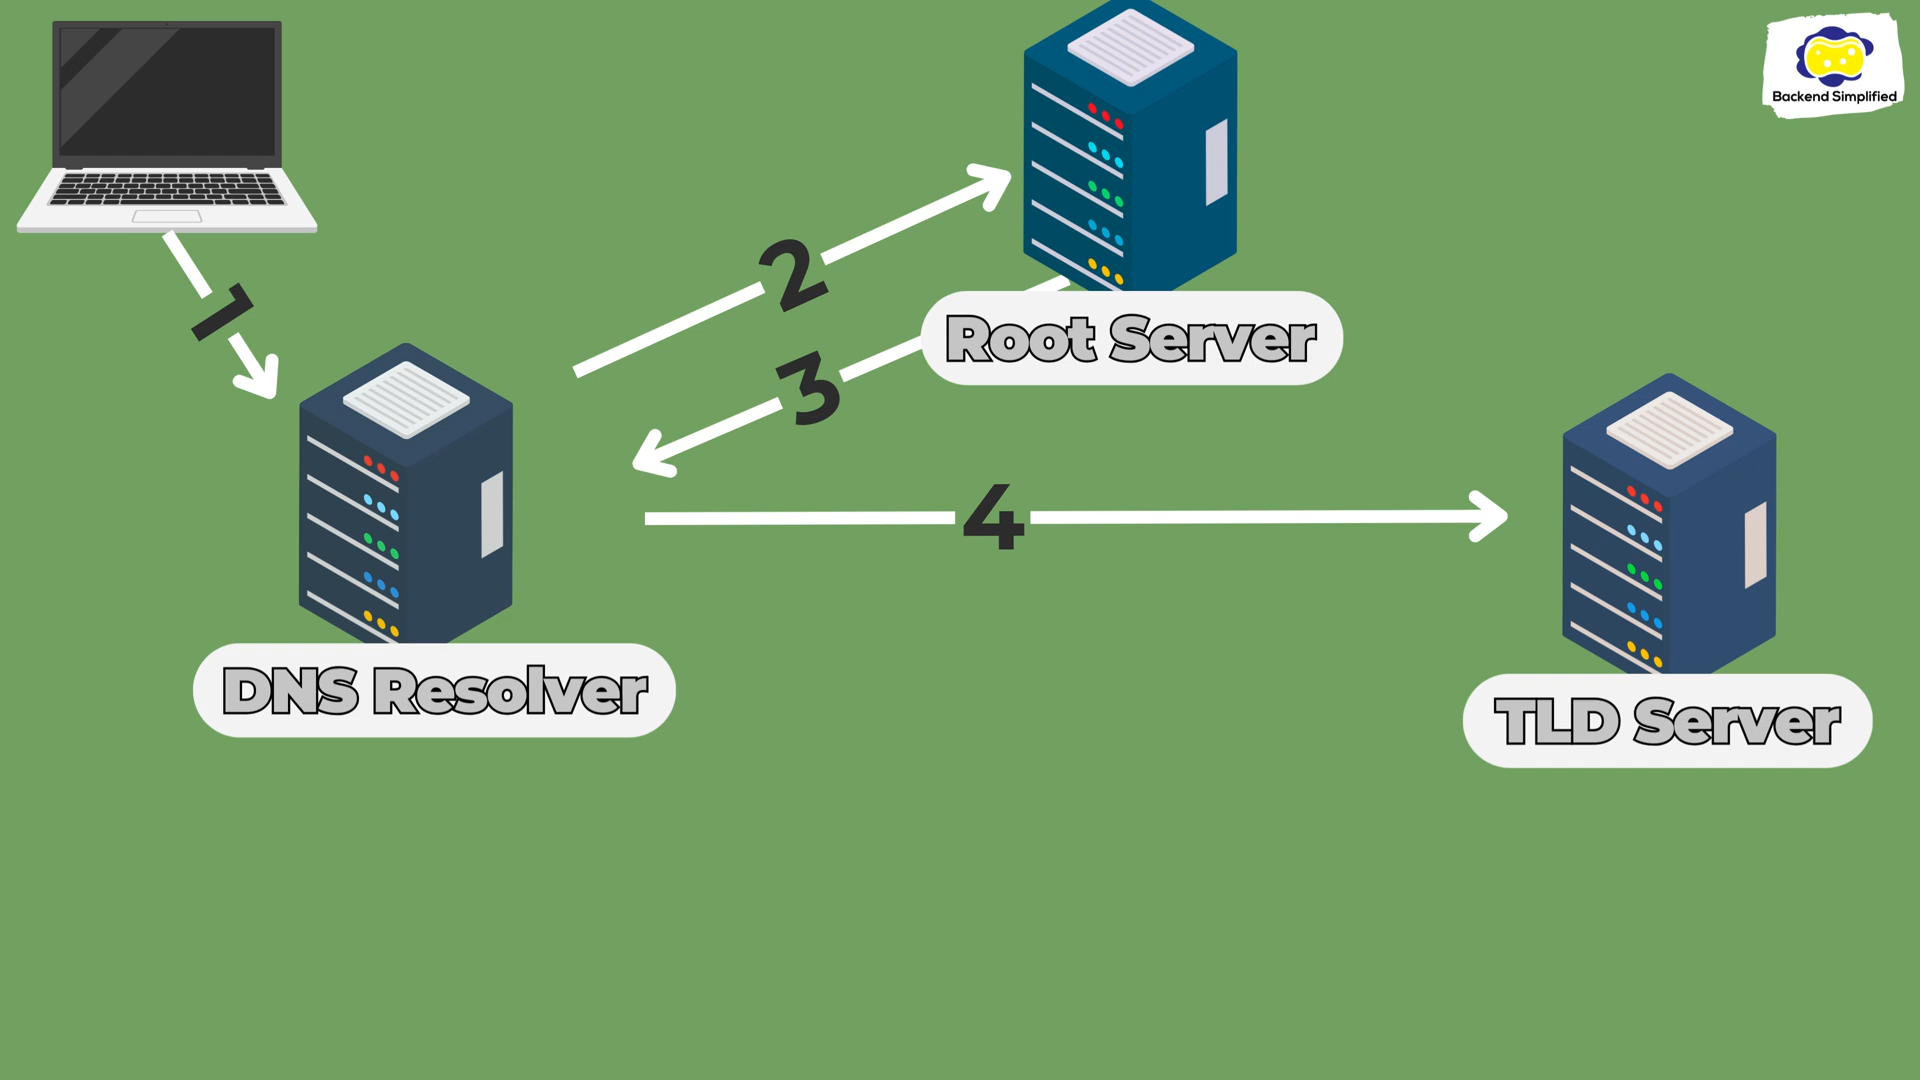 Backend Simplified
1
2
Root Server
3
4
DNS Resolver
TLD Server